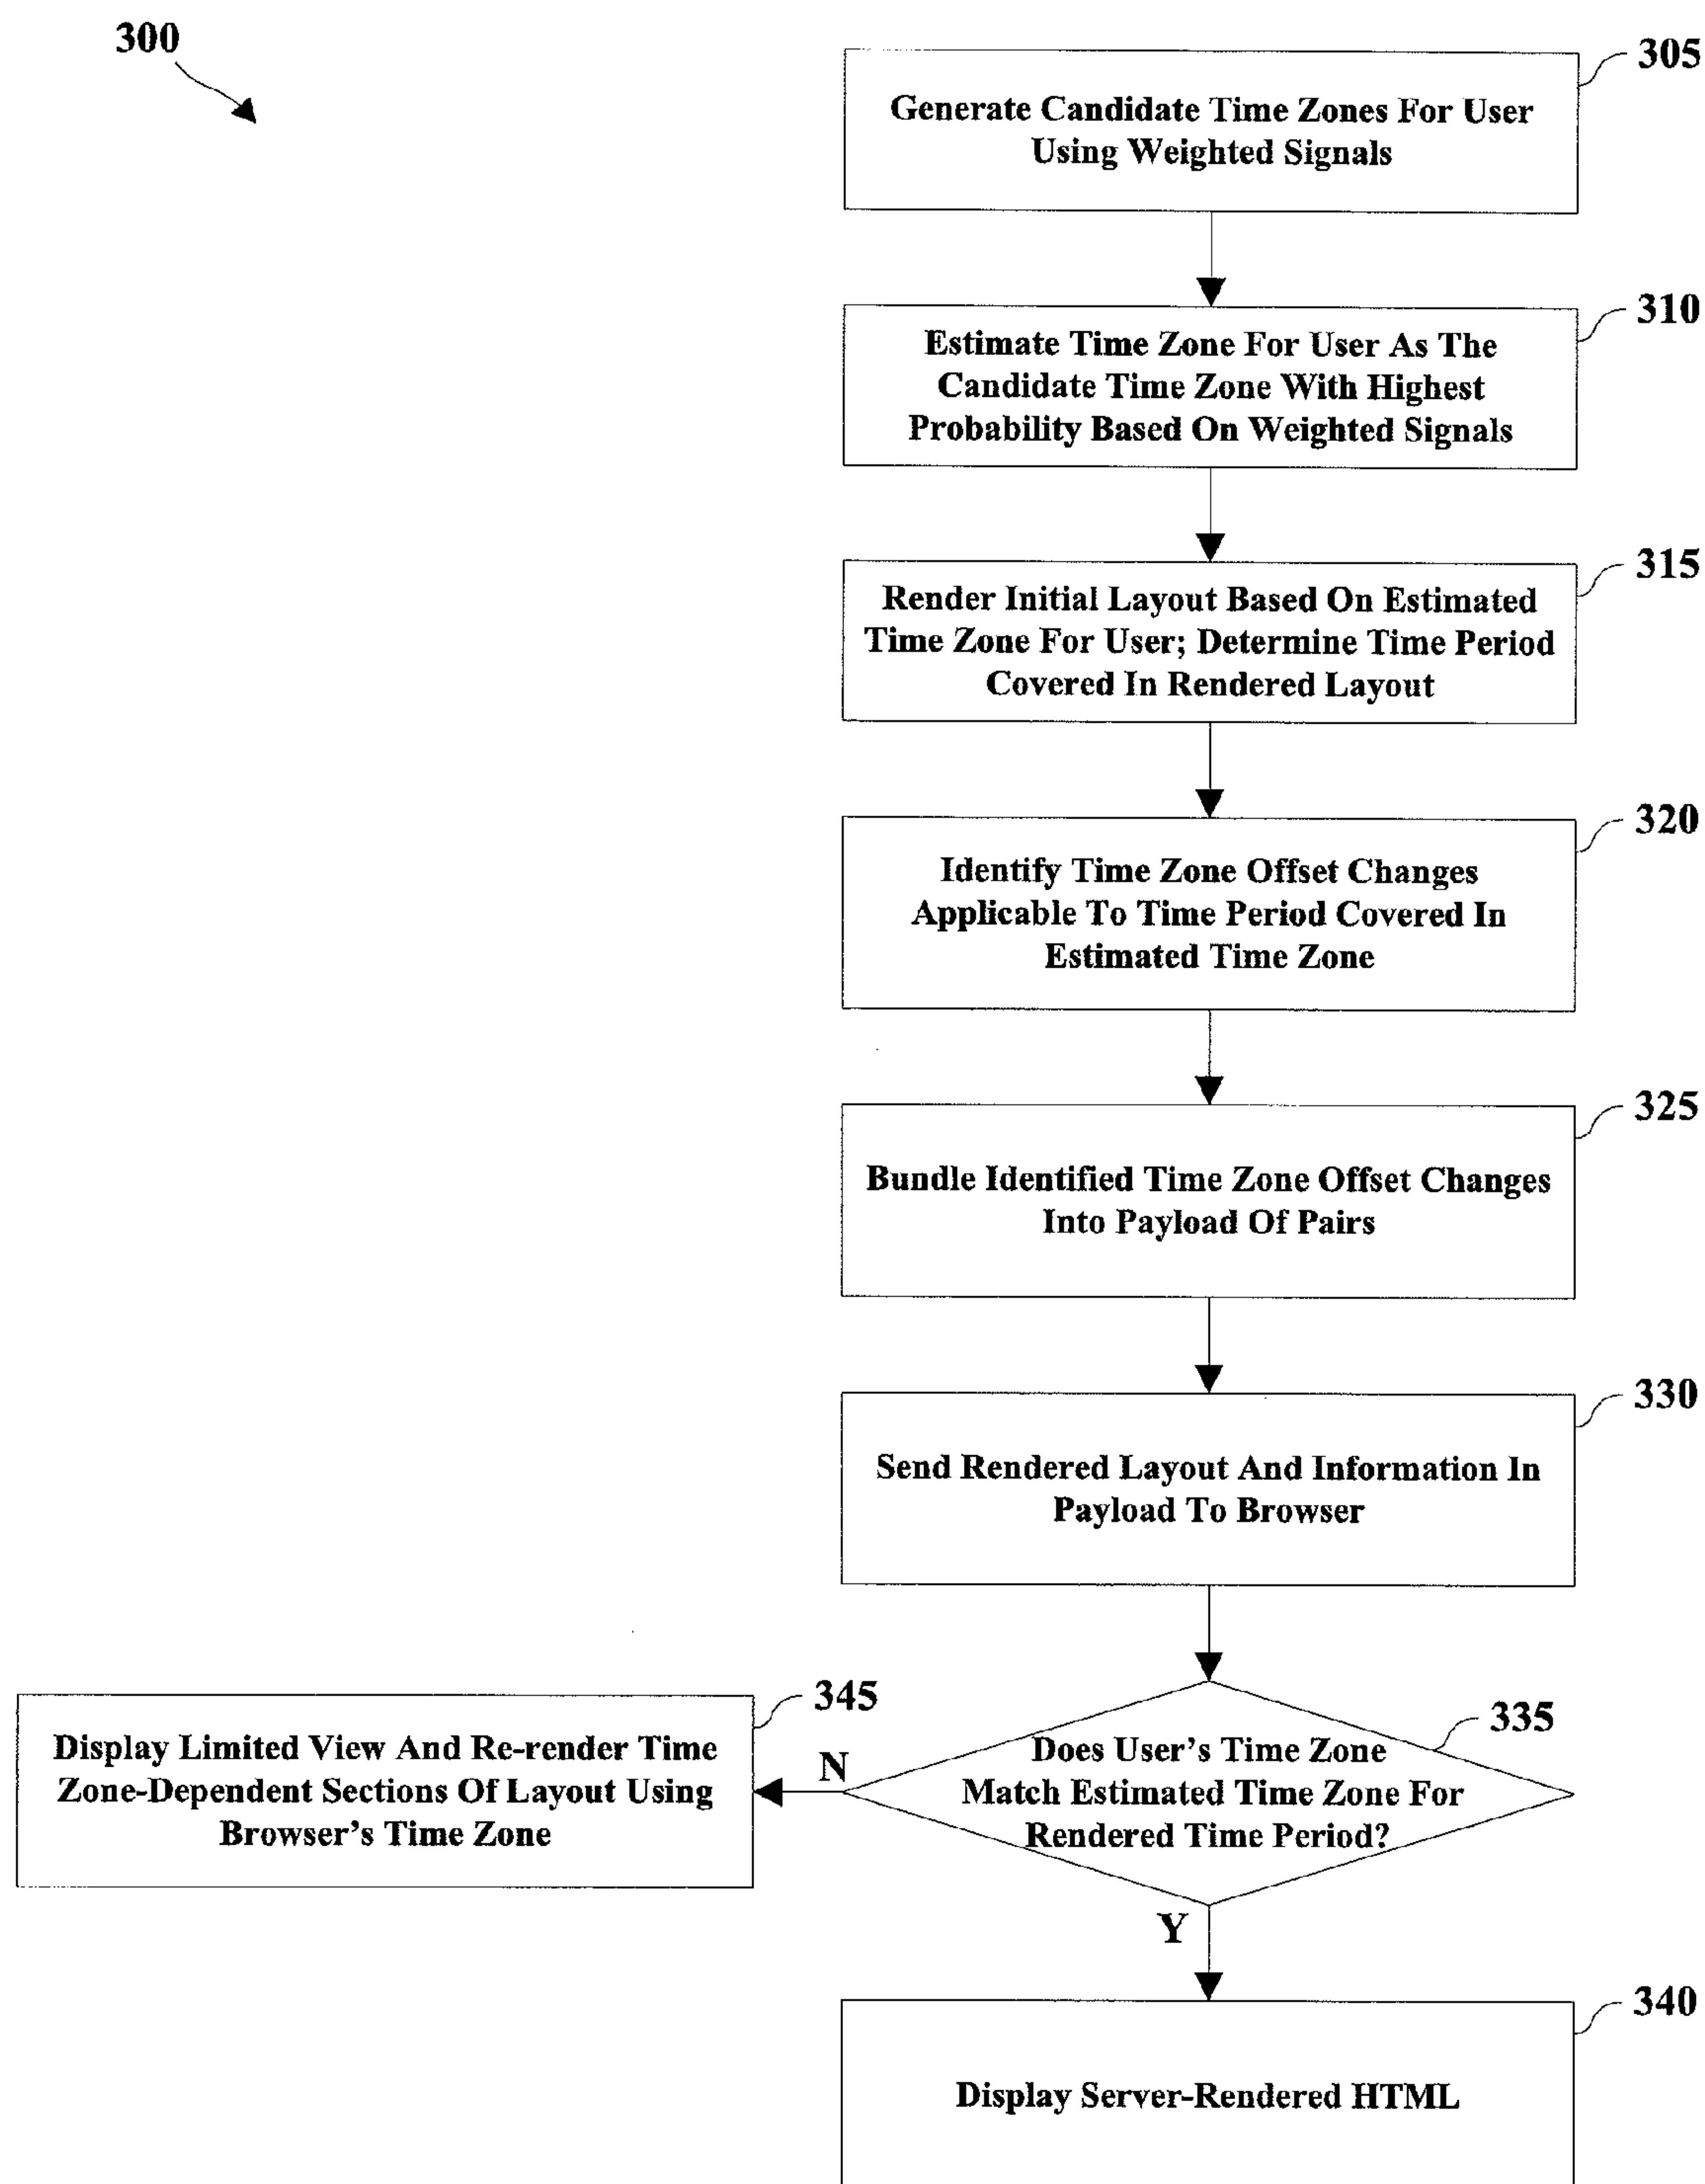 300
305
Generate Candidate Time Zones For User
Using Weighted Signals
310
Estimate Time Zone For User As The
Candidate Time Zone With Highest
Probability Based On Weighted Signals
315
Render Initial Layout Based On Estimated
Time Zone For User; Determine Time Period
Covered In Rendered Layout
320
Identify Time Zone Offset Changes
Applicable To Time Period Covered In
Estimated Time Zone
325
Bundle Identified Time Zone Offset Changes
Into Payload Of Pairs
330
Send Rendered Layout And Information In
Payload To Browser
335
Does User's Time Zone
Match Estimated Time Zone For
Rendered Time Period?
N
345
Display Limited View And Re-render Time
Zone-Dependent Sections Of Layout Using
Browser's Time Zone
Y
340
Display Server-Rendered HTML